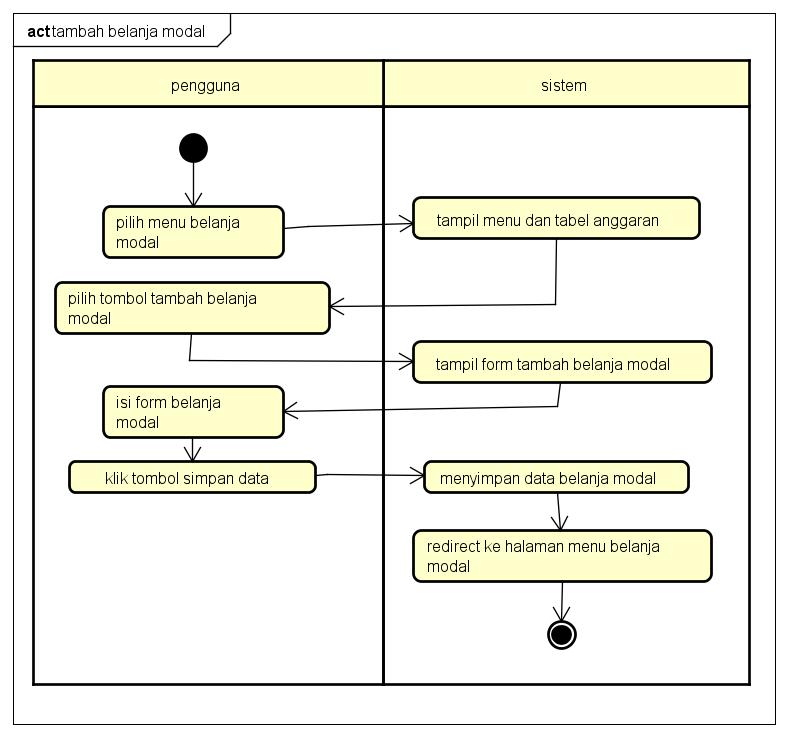 act tambah belanja modal
pengguna
sistem
pilih menu belanja
modal
tampil menu dan tabel anggaran
pilih tombol tambah belanja
modal
tampil form tambah belanja modal
isi form belanja
modal
klik tombol simpan data
menyimpan data belanja modal
redirect ke halaman menu belanja
modal